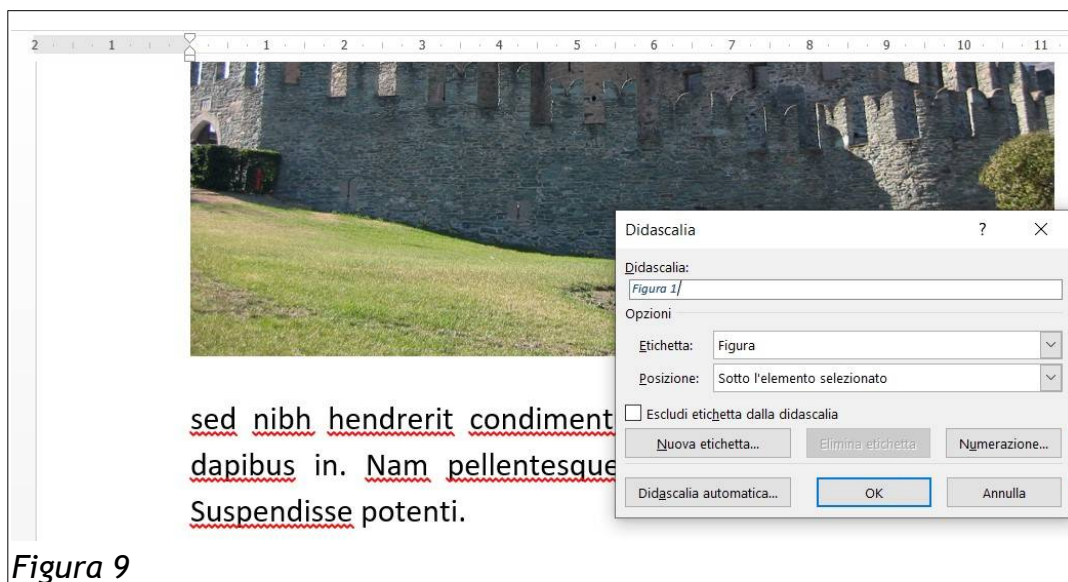 2 1 1 2 3 4 5 6 7 8 9 10 11
Didascalia ?
Didascalia:
Figura 1
Opzioni
Etichetta: Figura
Posizione: Sotto l'elemento selezionato
Escludi etichetta dalla didascalia
Nuova etichetta... Elimina etichetta Numerazione...
Didascalia automatica... OK Annulla
sed nibh hendrerit condiment
dapibus in. Nam pellentesque
Suspendisse potenti.
Figura 9